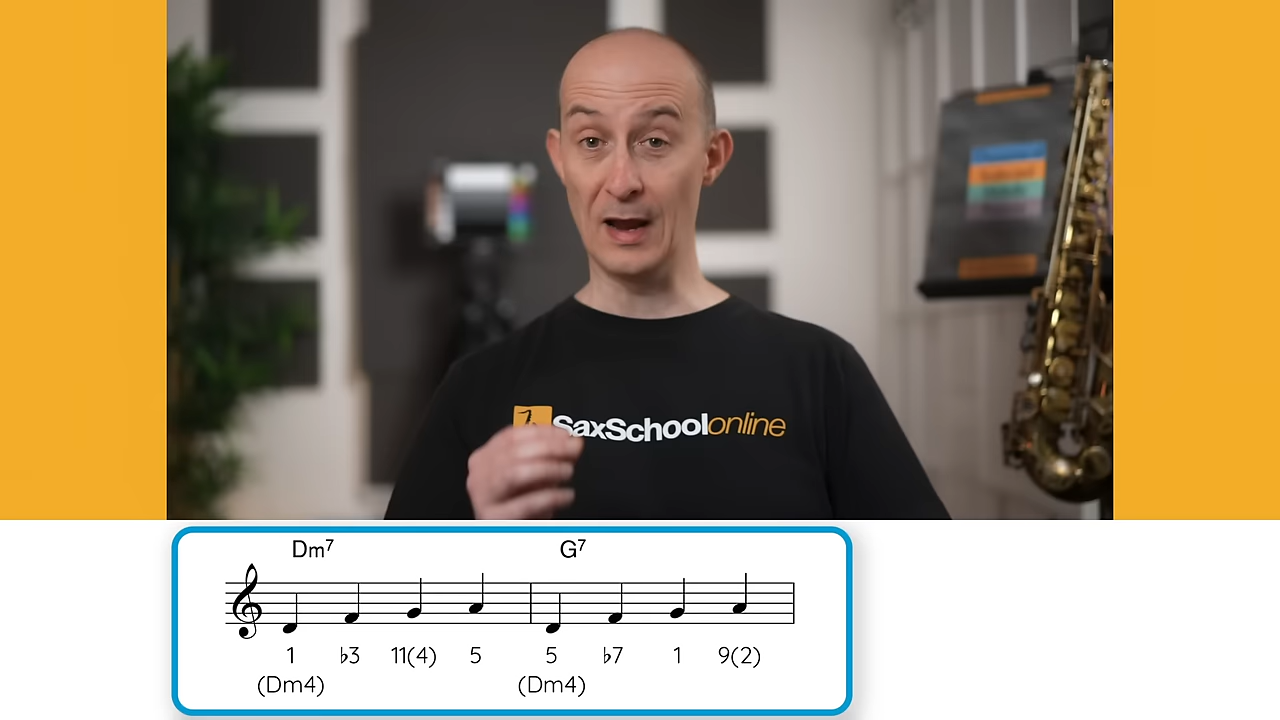 SaxSchoolonline
Dm7 G7
1 ♭3 11(4) 5 5 ♭7 1 9(2)
(Dm4) (Dm4)